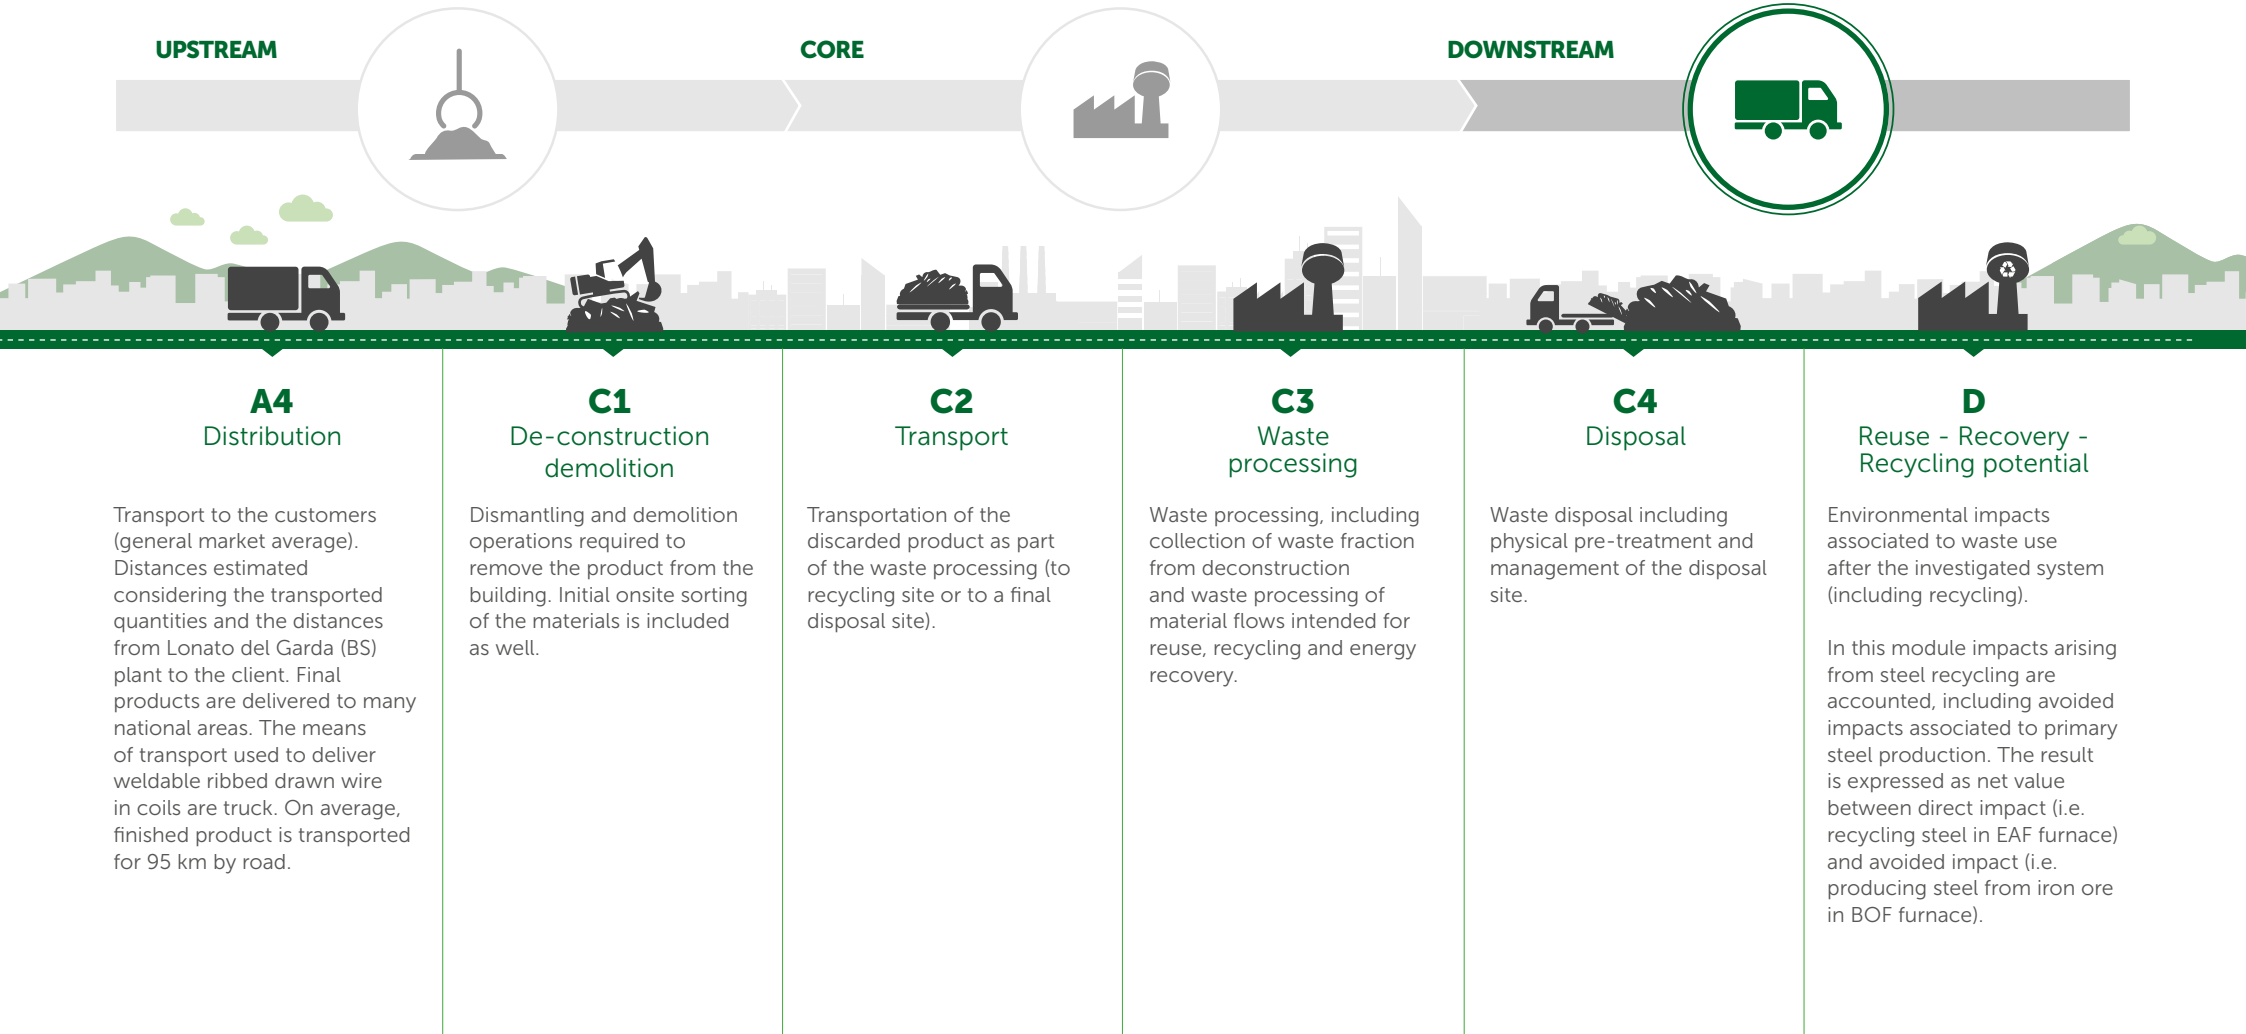 UPSTREAM
CORE
DOWNSTREAM
A4
Distribution
Transport to the customers
(general market average).
Distances estimated
considering the transported
quantities and the distances
from Lonato del Garda (BS)
plant to the client. Final
products are delivered to many
national areas. The means
of transport used to deliver
weldable ribbed drawn wire
in coils are truck. On average,
finished product is transported
for 95 km by road.
C1
De-construction
demolition
Dismantling and demolition
operations required to
remove the product from the
building. Initial onsite sorting
of the materials is included
as well.
C2
Transport
Transportation of the
discarded product as part
of the waste processing (to
recycling site or to a final
disposal site).
C3
Waste
processing
Waste processing, including
collection of waste fraction
from deconstruction
and waste processing of
material flows intended for
reuse, recycling and energy
recovery.
C4
Disposal
Waste disposal including
physical pre-treatment and
management of the disposal
site.
D
Reuse - Recovery -
Recycling potential
Environmental impacts
associated to waste use
after the investigated system
(including recycling).
In this module impacts arising
from steel recycling are
accounted, including avoided
impacts associated to primary
steel production. The result
is expressed as net value
between direct impact (i.e.
recycling steel in EAF furnace)
and avoided impact (i.e.
producing steel from iron ore
in BOF furnace).